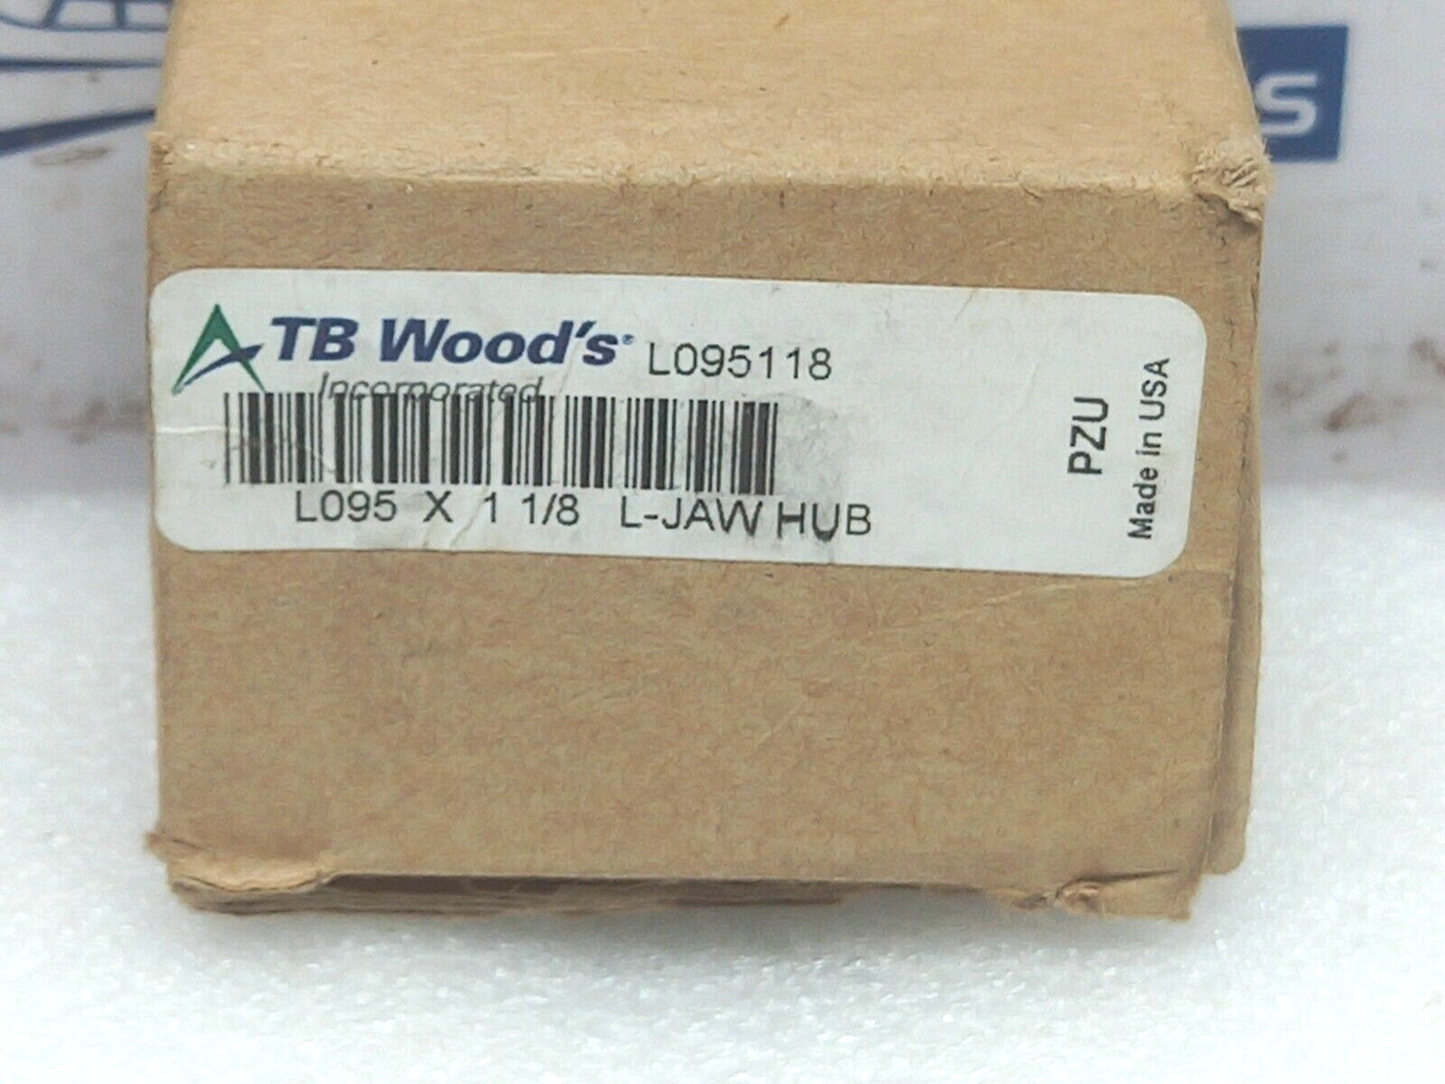 TB Wood's® L095118
Incorporated
L095 X 1 1/8 L-JAW HUB
PZU
Made in USA
S